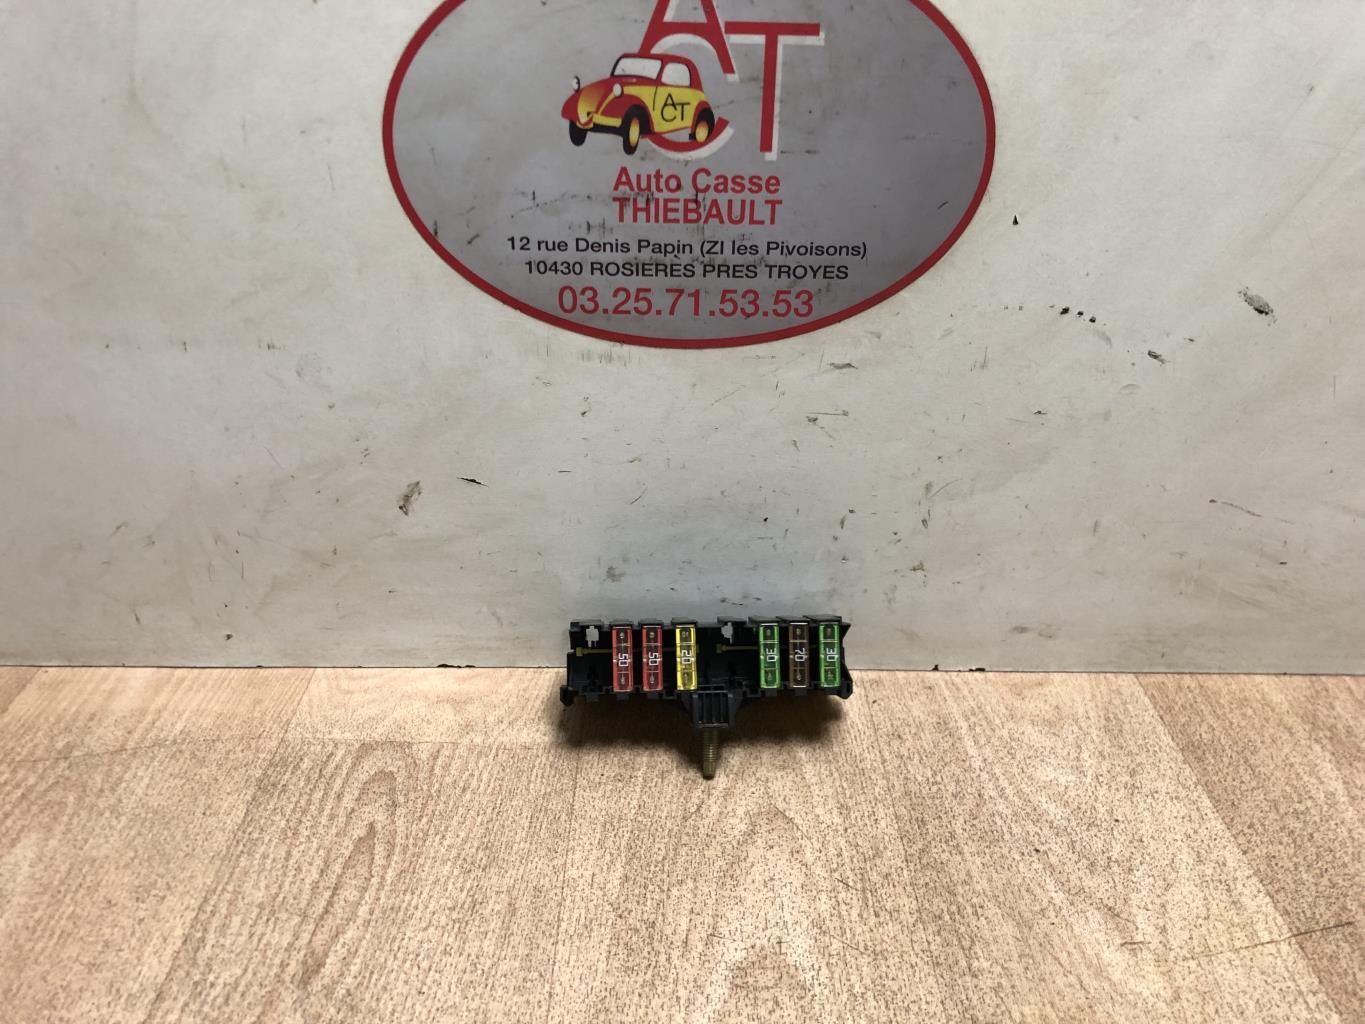 ACT
ACT
Auto Casse
THIEBAULT
12 rue Denis Papin (ZI les Pivoisons)
10430 ROSIERES PRES TROYES
03.25.71.53.53
50 50 20 30 70 30